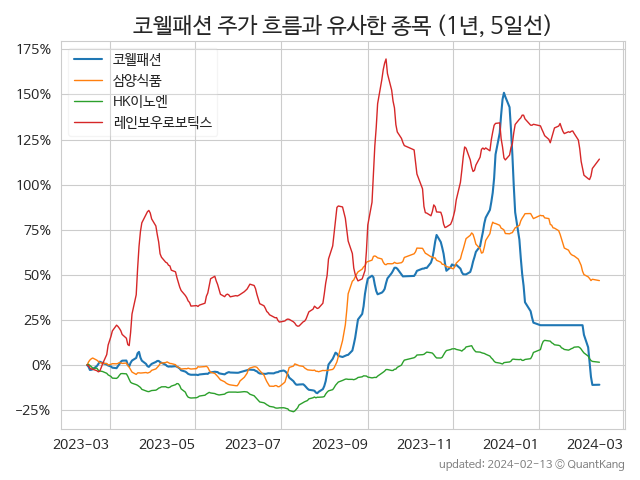 코웰패션 주가 흐름과 유사한 종목 (1년, 5일선)
175%
150%
125%
100%
75%
50%
25%
0%
−25%
코웰패션
삼양식품
HK이노엔
레인보우로보틱스
2023-03 2023-05 2023-07 2023-09 2023-11 2024-01 2024-03
updated: 2024-02-13 © QuantKang